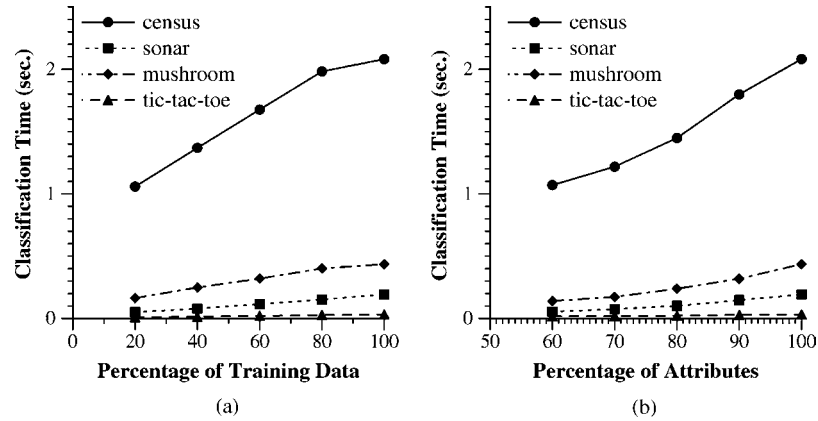 census
sonar
mushroom
tic-tac-toe
Classification Time (sec.)
2
1
0
0 20 40 60 80 100
Percentage of Training Data
(a)
census
sonar
mushroom
tic-tac-toe
Classification Time (sec.)
2
1
0
50 60 70 80 90 100
Percentage of Attributes
(b)